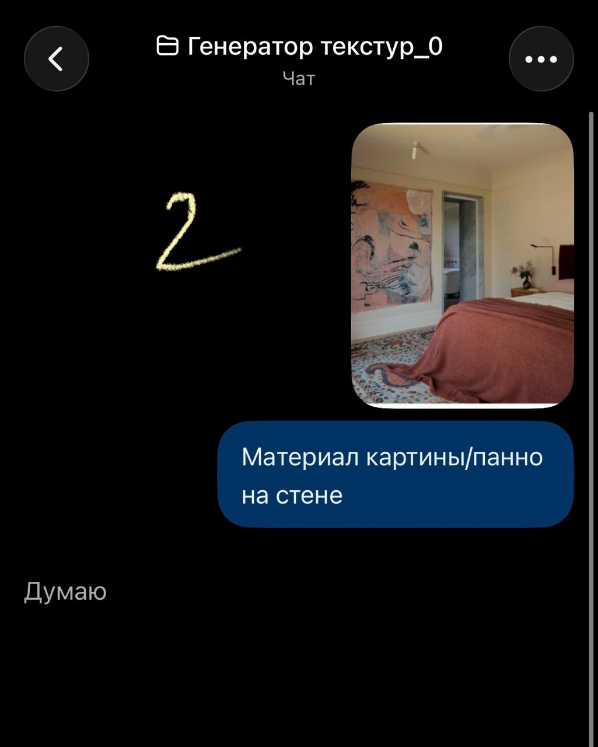 Генератор текстур_0
Чат
2
Материал картины/панно
на стене
Думаю